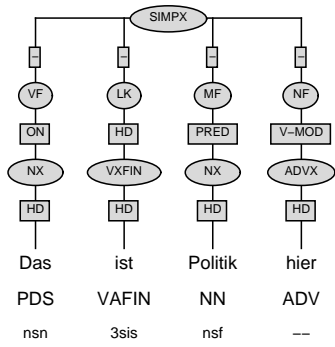 SIMPX
– – – –
VF LK MF NF
ON HD PRED V–MOD
NX VXFIN NX ADVX
HD HD HD HD
Das ist Politik hier
PDS VAFIN NN ADV
nsn 3sis nsf −−